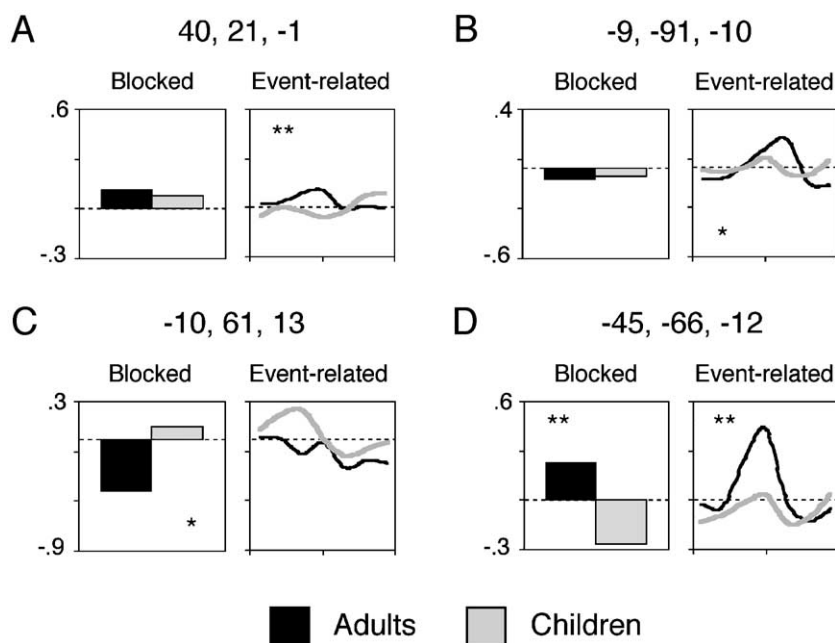 A
40, 21, -1
Blocked
Event-related
.6
**
-.3
B
-9, -91, -10
Blocked
Event-related
.4
*
-.6
C
-10, 61, 13
Blocked
Event-related
.3
*
-.9
D
-45, -66, -12
Blocked
Event-related
.6
**
**
-.3
Adults
Children